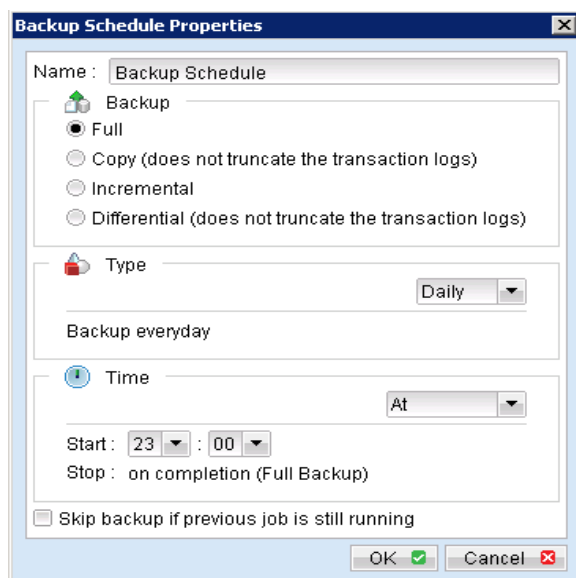 Backup Schedule Properties
Name : Backup Schedule
Backup
Full
Copy (does not truncate the transaction logs)
Incremental
Differential (does not truncate the transaction logs)
Type
Daily
Backup everyday
Time
At
Start : 23 : 00
Stop : on completion (Full Backup)
Skip backup if previous job is still running
OK Cancel